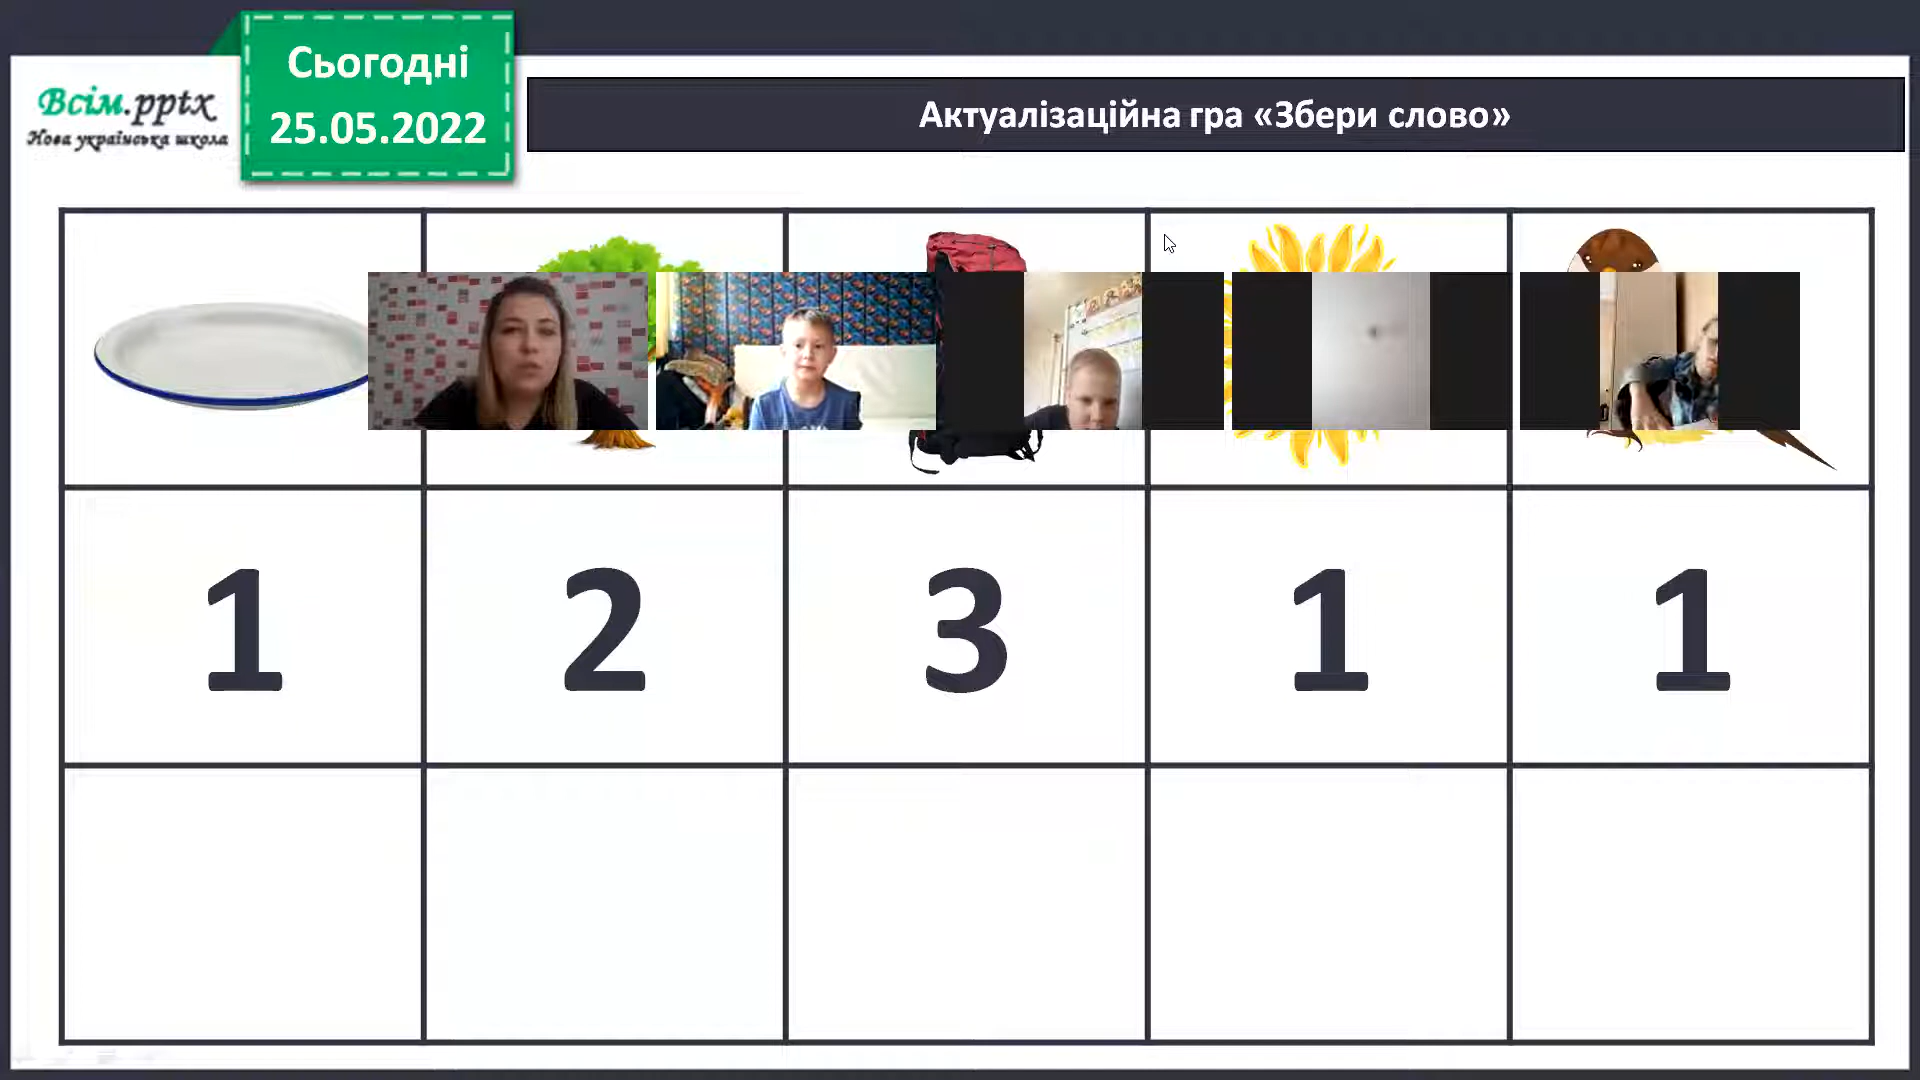 Всім.pptx
Нова українська школа
Сьогодні
25.05.2022
Актуалізаційна гра «Збери слово»
1 2 3 1 1